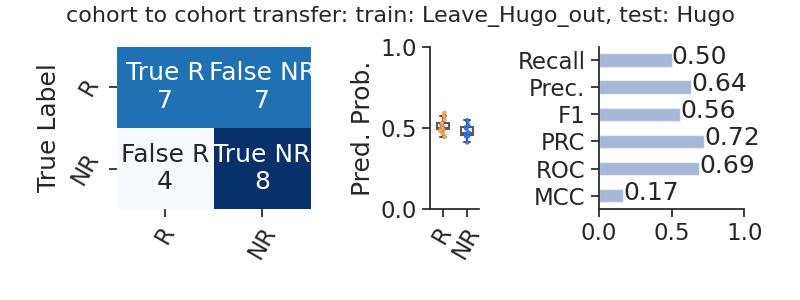 cohort to cohort transfer: train: Leave_Hugo_out, test: Hugo
True Label
R
NR
True R
7
False NR
7
False R
4
True NR
8
R
NR
Pred. Prob.
1.0
0.5
0.0
R
NR
Recall 0.50
Prec. 0.64
F1 0.56
PRC 0.72
ROC 0.69
MCC 0.17
0.0 0.5 1.0